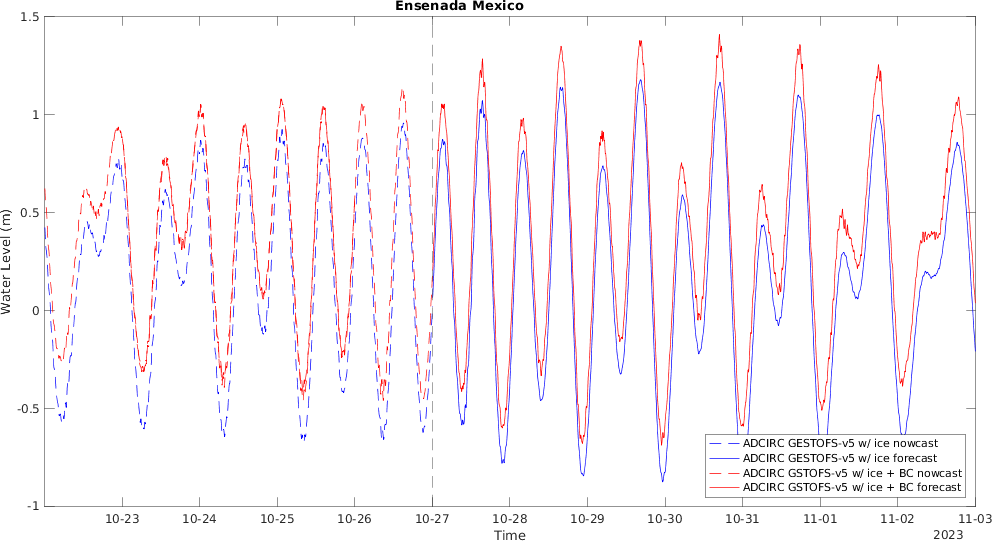 Ensenada Mexico
1.5
1
0.5
0
-0.5
-1
Water Level (m)
10-23 10-24 10-25 10-26 10-27 10-28 10-29 10-30 10-31 11-01 11-02 11-03
Time
2023
ADCIRC GESTOFS-v5 w/ ice nowcast
ADCIRC GESTOFS-v5 w/ ice forecast
ADCIRC GSTOFS-v5 w/ ice + BC nowcast
ADCIRC GSTOFS-v5 w/ ice + BC forecast